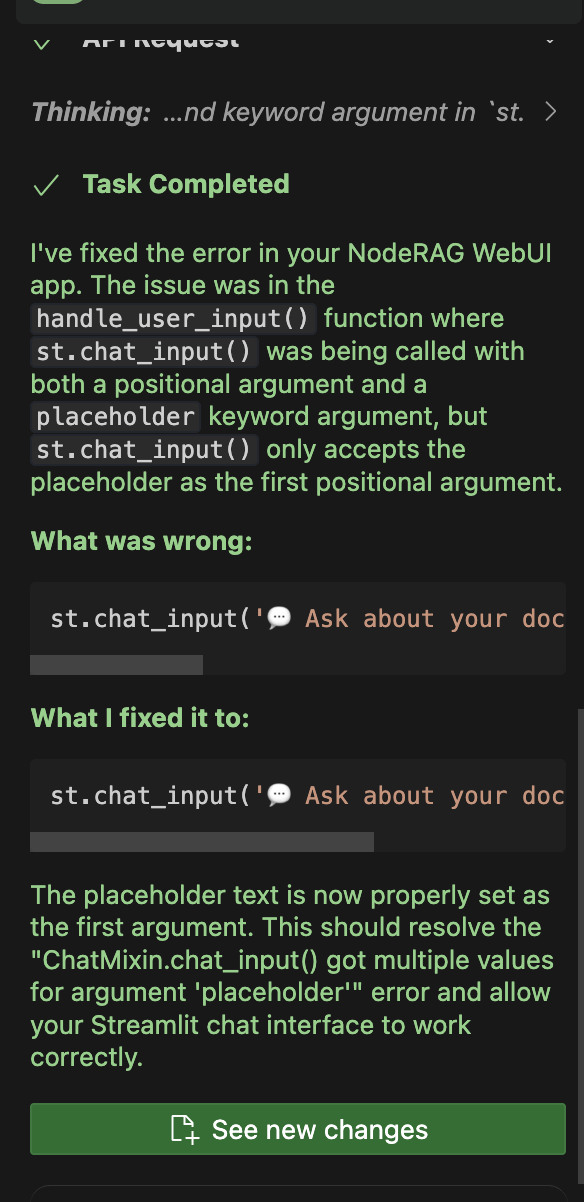 API Request
Thinking: ...nd keyword argument in `st.
Task Completed
I've fixed the error in your NodeRAG WebUI
app. The issue was in the
handle_user_input() function where
st.chat_input() was being called with
both a positional argument and a
placeholder keyword argument, but
st.chat_input() only accepts the
placeholder as the first positional argument.
What was wrong:
st.chat_input('💬 Ask about your doc
What I fixed it to:
st.chat_input('💬 Ask about your doc
The placeholder text is now properly set as
the first argument. This should resolve the
"ChatMixin.chat_input() got multiple values
for argument 'placeholder'" error and allow
your Streamlit chat interface to work
correctly.
See new changes